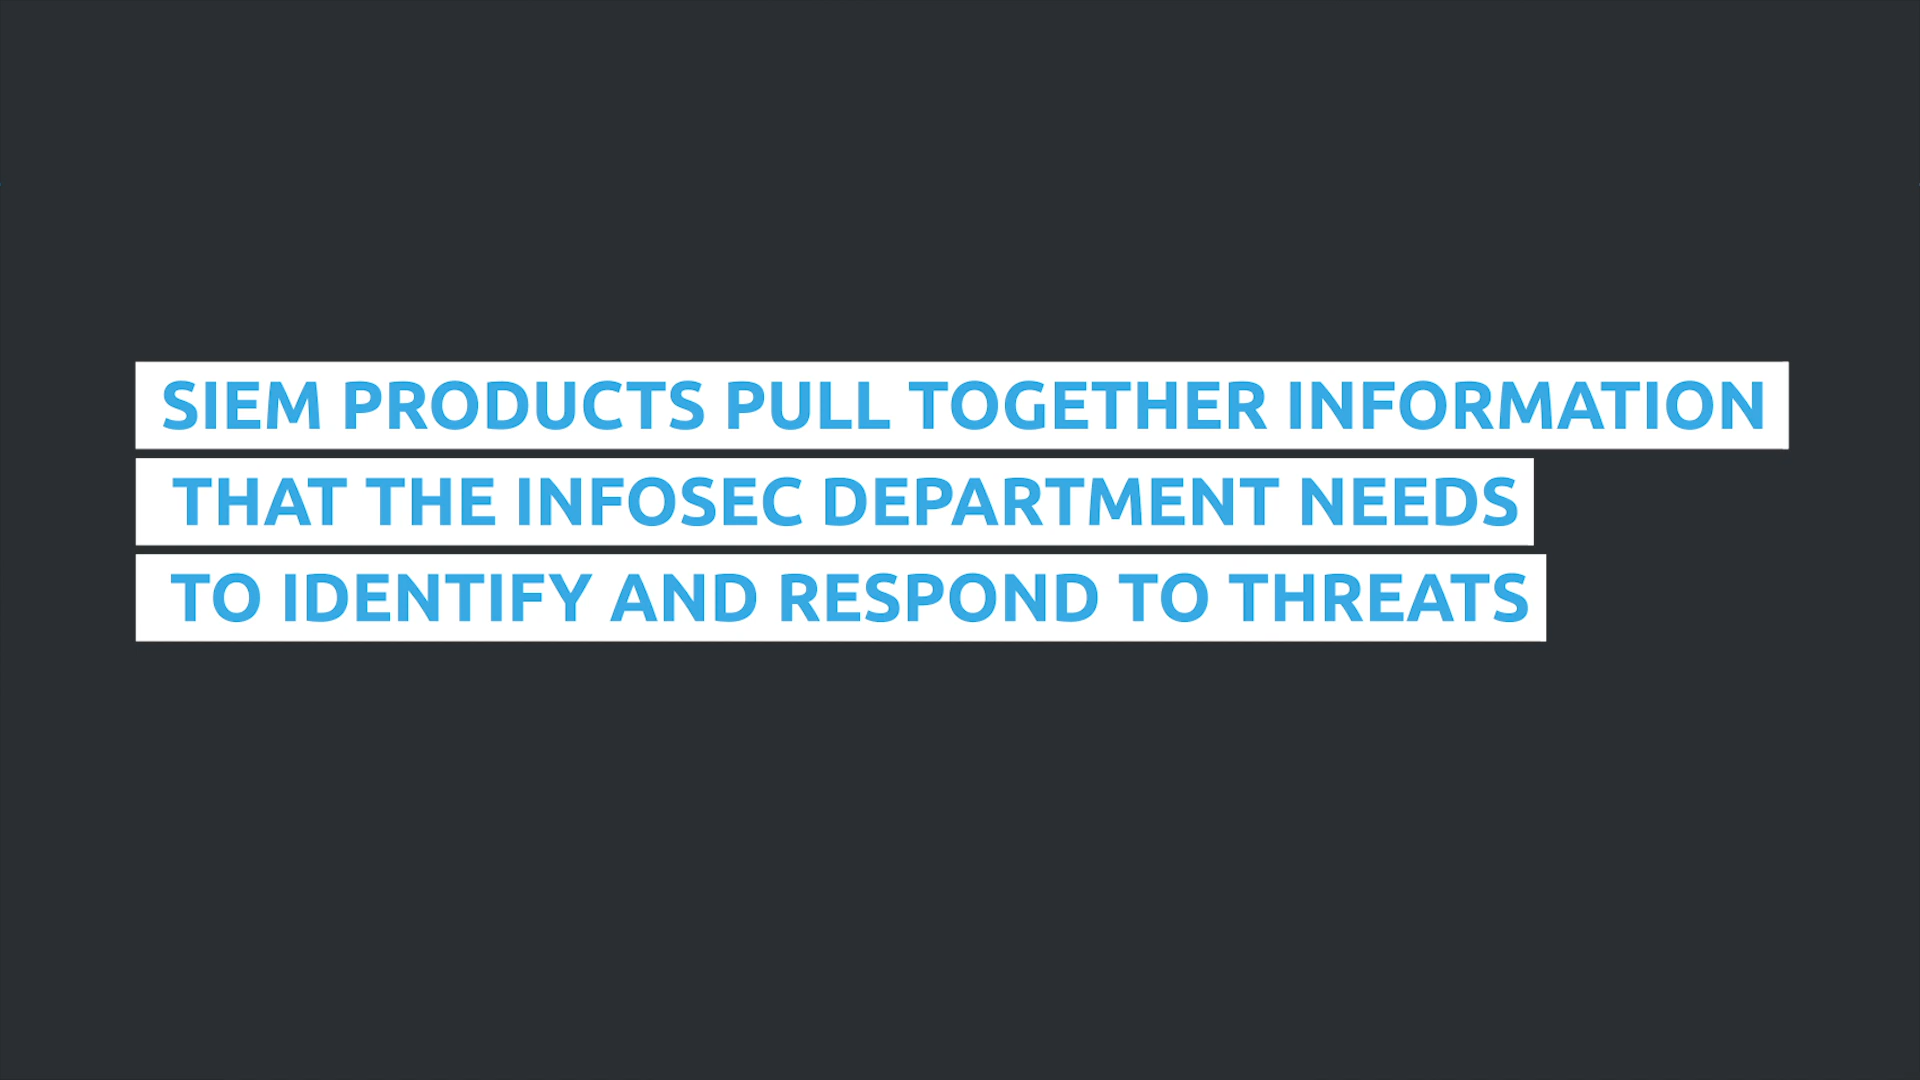 SIEM PRODUCTS PULL TOGETHER INFORMATION
THAT THE INFOSEC DEPARTMENT NEEDS
TO IDENTIFY AND RESPOND TO THREATS